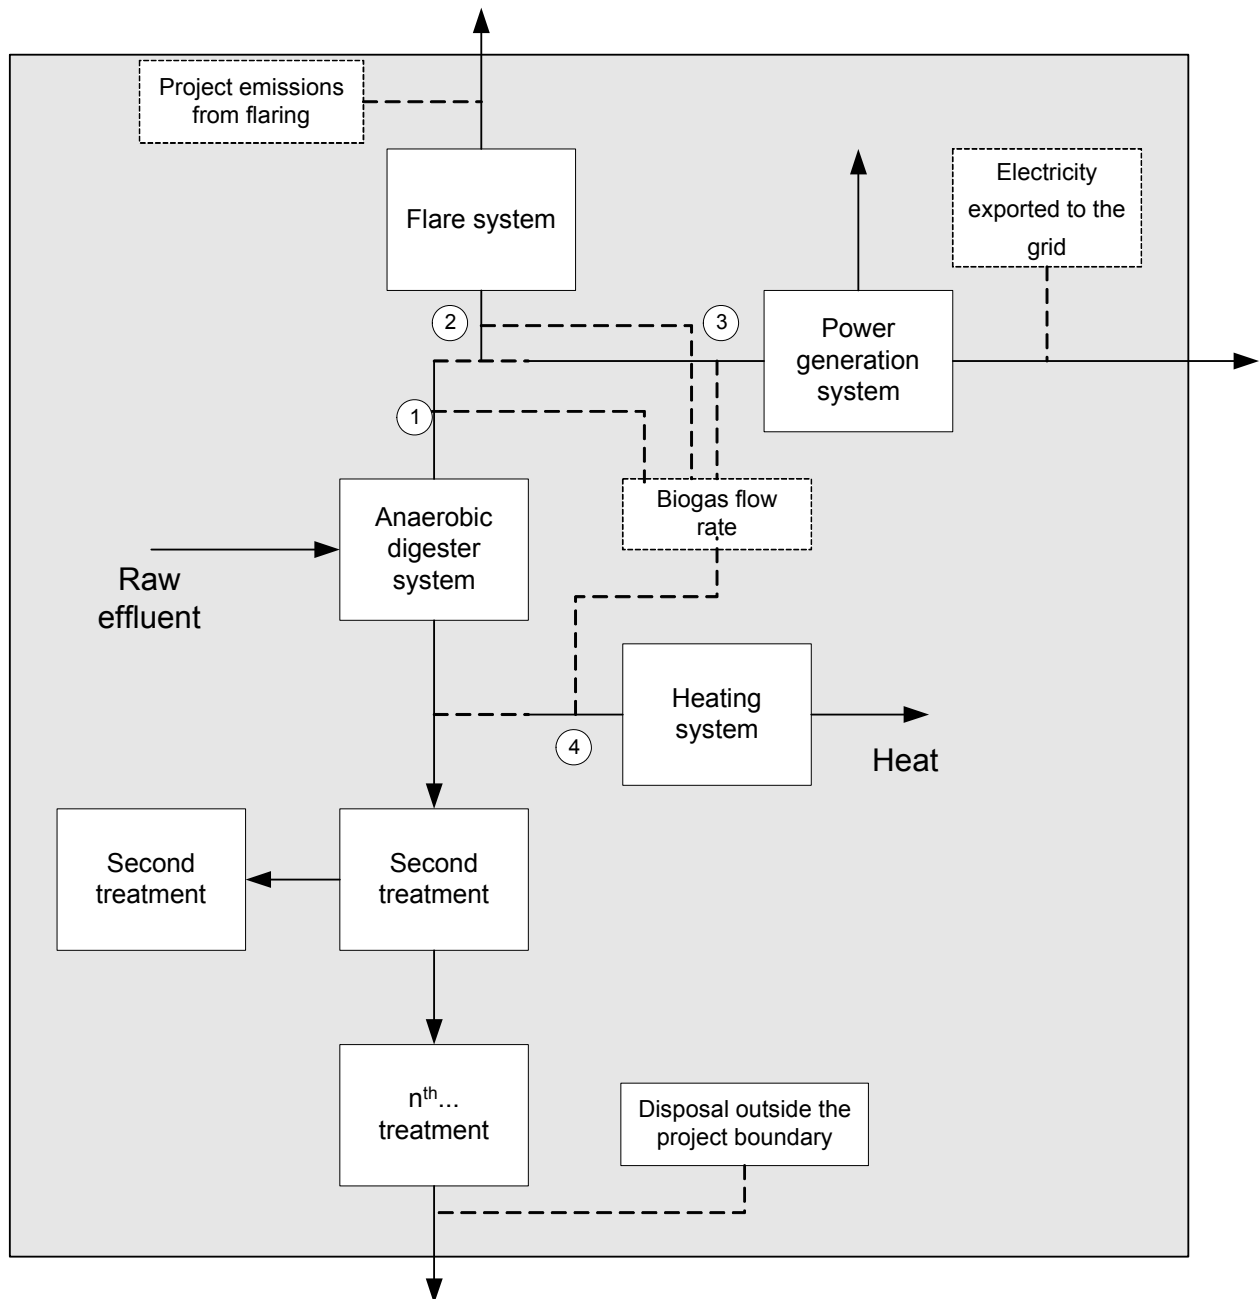 Project emissions
from flaring
Flare system
Electricity
exported to the
grid
2
3
Power
generation
system
1
Biogas flow
rate
Anaerobic
digester
system
Raw
effluent
Heating
system
4
Heat
Second
treatment
Second
treatment
nth...
treatment
Disposal outside the
project boundary